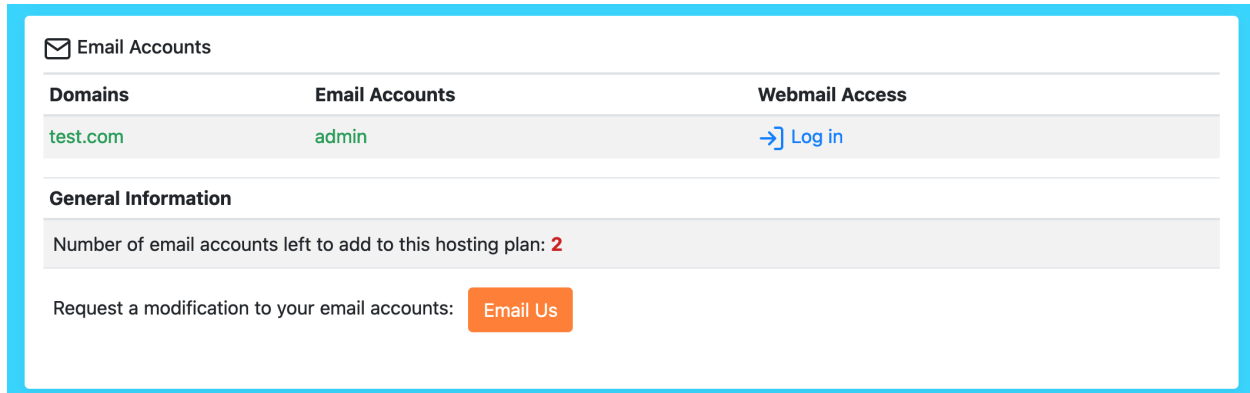 Email Accounts
Domains Email Accounts Webmail Access
test.com admin Log in
General Information
Number of email accounts left to add to this hosting plan: 2
Request a modification to your email accounts: Email Us